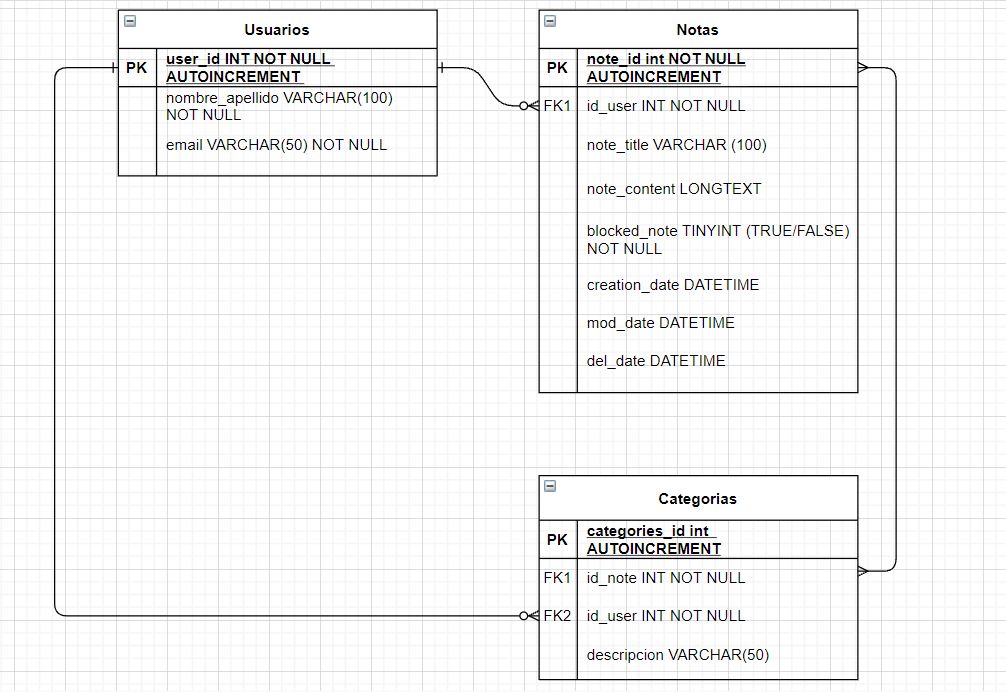 Usuarios
PK user_id INT NOT NULL
AUTOINCREMENT
nombre_apellido VARCHAR(100)
NOT NULL
email VARCHAR(50) NOT NULL
Notas
PK note_id int NOT NULL
AUTOINCREMENT
FK1 id_user INT NOT NULL
note_title VARCHAR (100)
note_content LONGTEXT
blocked_note TINYINT (TRUE/FALSE)
NOT NULL
creation_date DATETIME
mod_date DATETIME
del_date DATETIME
Categorias
PK categories_id int
AUTOINCREMENT
FK1 id_note INT NOT NULL
FK2 id_user INT NOT NULL
descripcion VARCHAR(50)